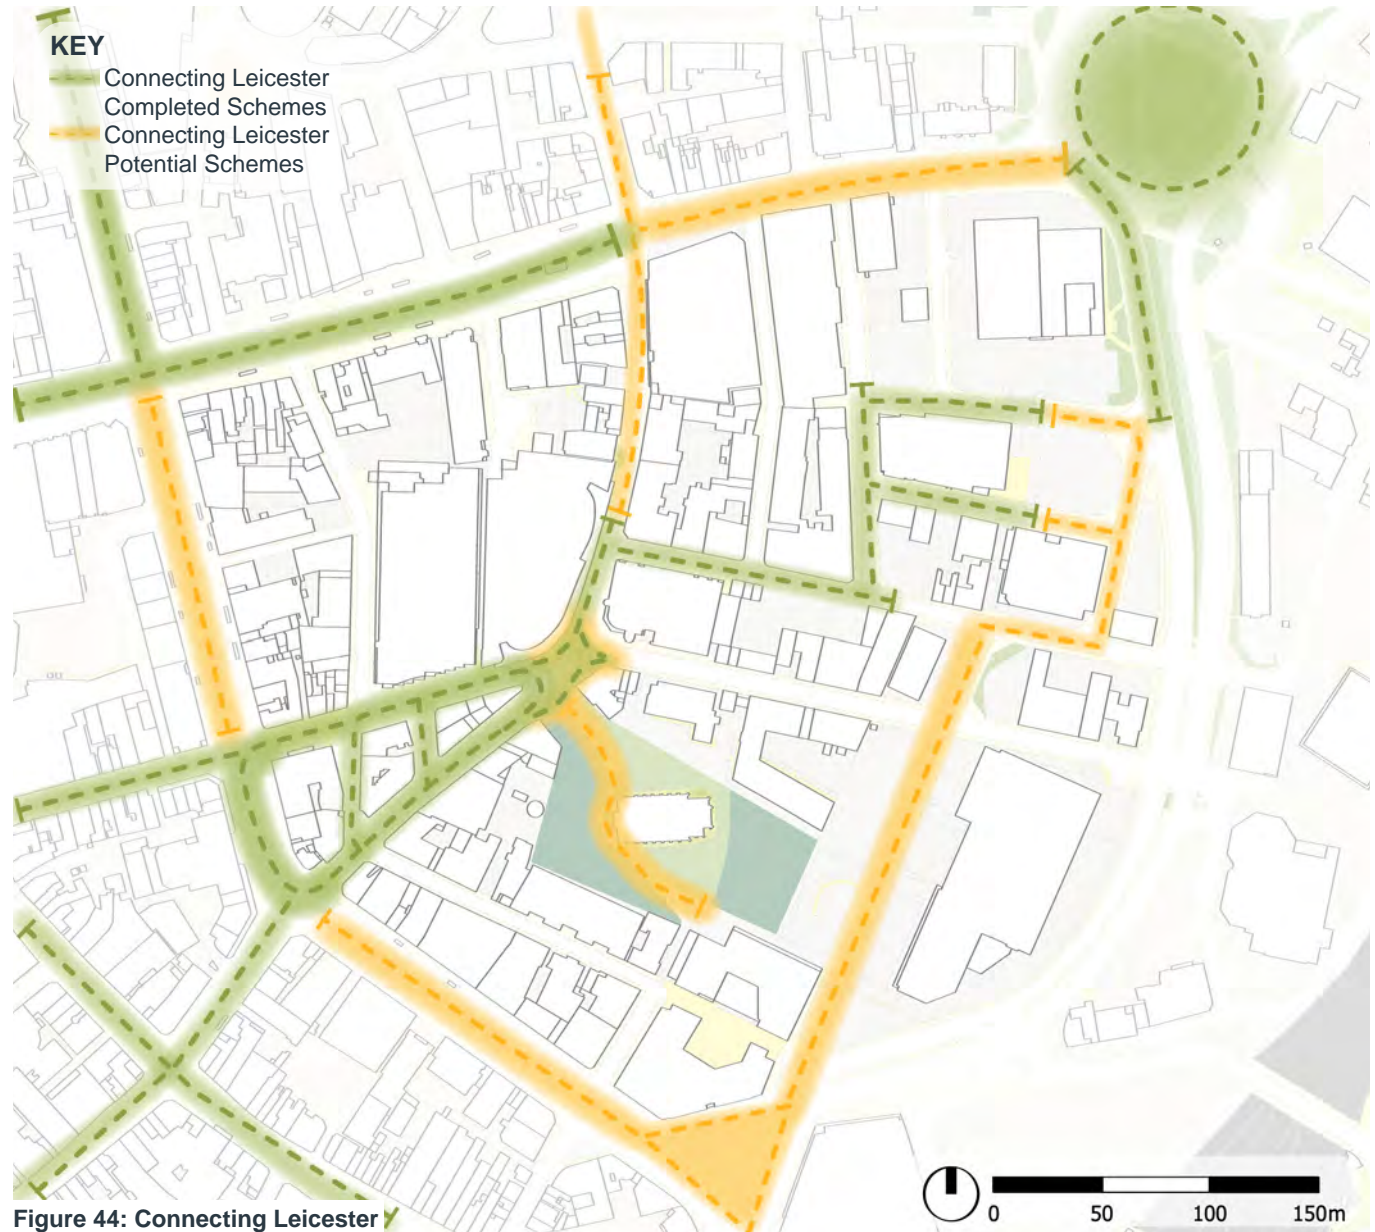 KEY
Connecting Leicester
Completed Schemes
Connecting Leicester
Potential Schemes
0 50 100 150m
Figure 44: Connecting Leicester